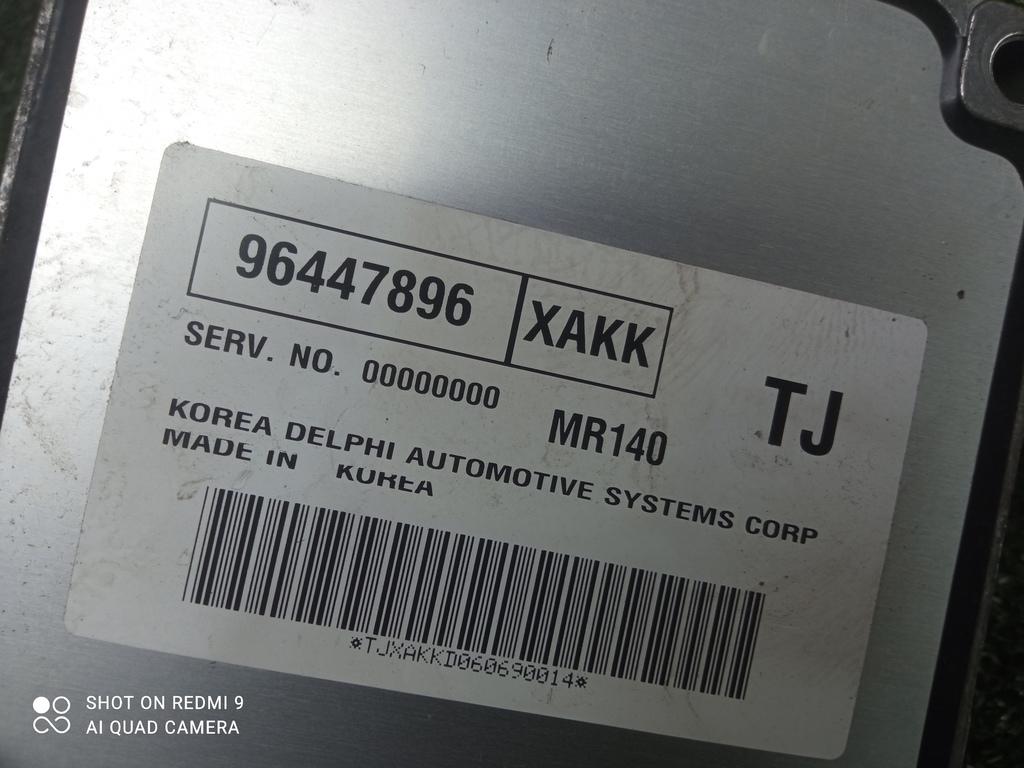 96447896 XAKK
SERV. NO. 00000000
MR140
TJ
KOREA DELPHI AUTOMOTIVE SYSTEMS CORP
MADE IN KOREA
*TJXAKKD060690014*
SHOT ON REDMI 9
AI QUAD CAMERA